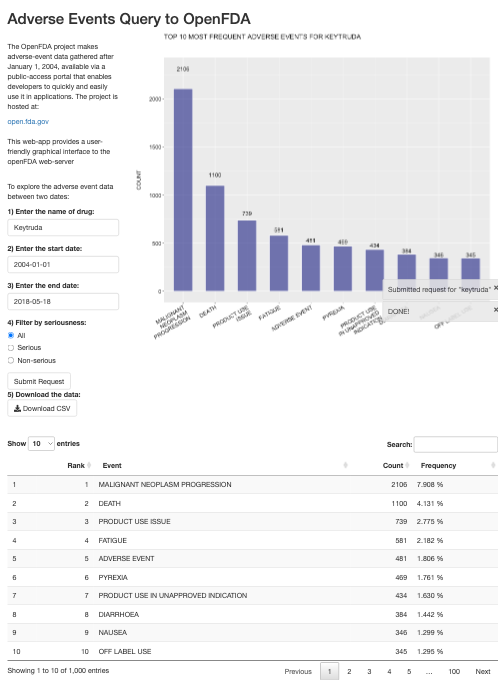 Adverse Events Query to OpenFDA
The OpenFDA project makes
adverse-event data gathered after
January 1, 2004, available via a
public-access portal that enables
developers to quickly and easily
use it in applications. The project is
hosted at:
open.fda.gov
This web-app provides a user-
friendly graphical interface to the
openFDA web-server
To explore the adverse event data
between two dates:
1) Enter the name of drug:
Keytruda
2) Enter the start date:
2004-01-01
3) Enter the end date:
2018-05-18
4) Filter by seriousness:
All
Serious
Non-serious
Submit Request
5) Download the data:
Download CSV
TOP 10 MOST FREQUENT ADVERSE EVENTS FOR KEYTRUDA
COUNT
2000
1500
1000
500
0
2106
1100
739
581
481
469
434
384
346
345
MALIGNANT
NEOPLASM
PROGRESSION
DEATH
PRODUCT USE ISSUE
FATIGUE
ADVERSE EVENT
PYREXIA
PRODUCT USE
IN UNAPPROVED
INDICATION
OFF LABEL USE
Submitted request for "keytruda" ×
DONE! ×
Show 10 entries
Search:
Rank Event Count Frequency %
1 1 MALIGNANT NEOPLASM PROGRESSION 2106 7.908 %
2 2 DEATH 1100 4.131 %
3 3 PRODUCT USE ISSUE 739 2.775 %
4 4 FATIGUE 581 2.182 %
5 5 ADVERSE EVENT 481 1.806 %
6 6 PYREXIA 469 1.761 %
7 7 PRODUCT USE IN UNAPPROVED INDICATION 434 1.630 %
8 8 DIARRHOEA 384 1.442 %
9 9 NAUSEA 346 1.299 %
10 10 OFF LABEL USE 345 1.295 %
Showing 1 to 10 of 1,000 entries
Previous 1 2 3 4 5 … 100 Next